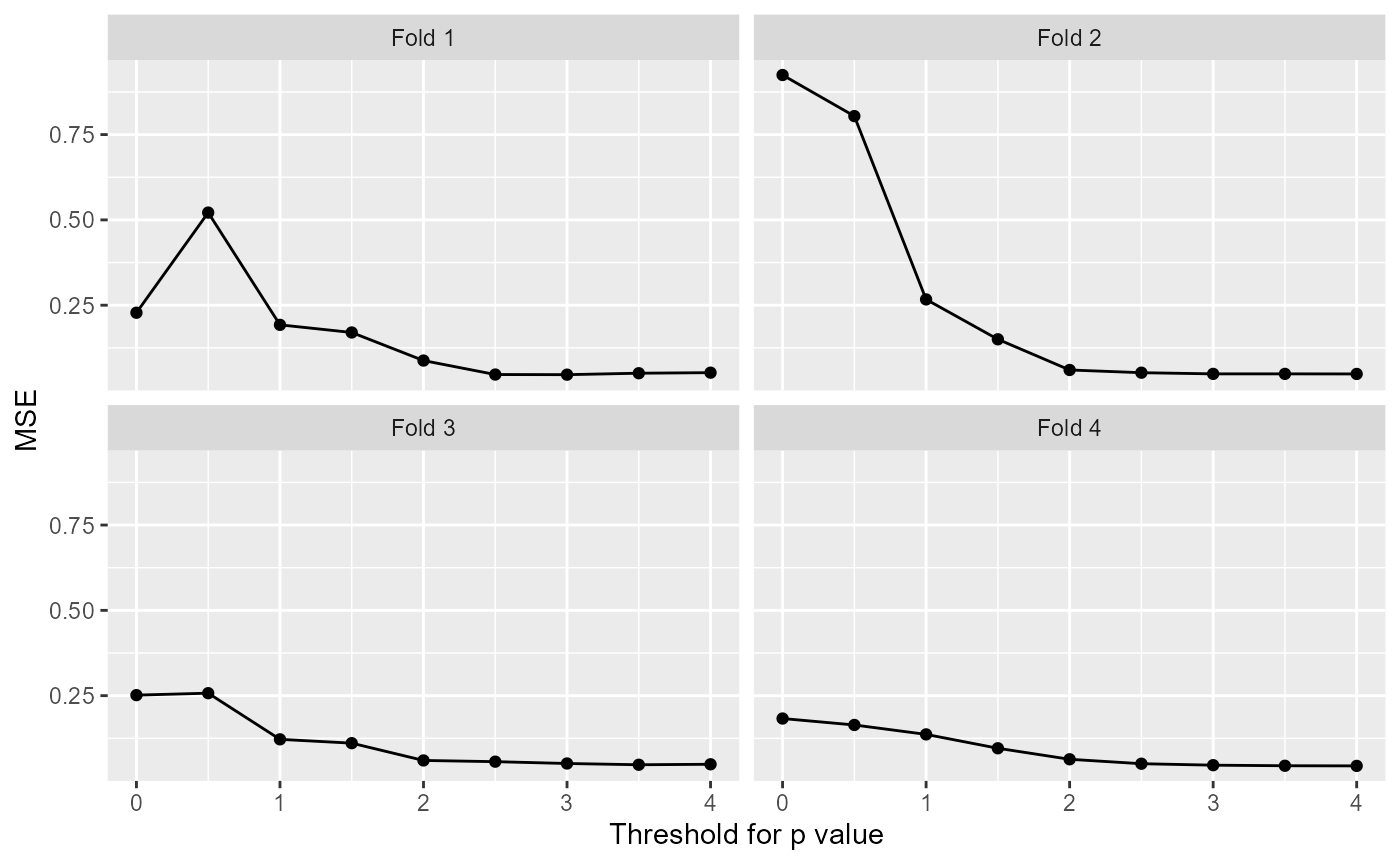 Fold 1
Fold 2
0.75
0.50
0.25
MSE
Fold 3
Fold 4
0.75
0.50
0.25
0 1 2 3 4
0 1 2 3 4
Threshold for p value